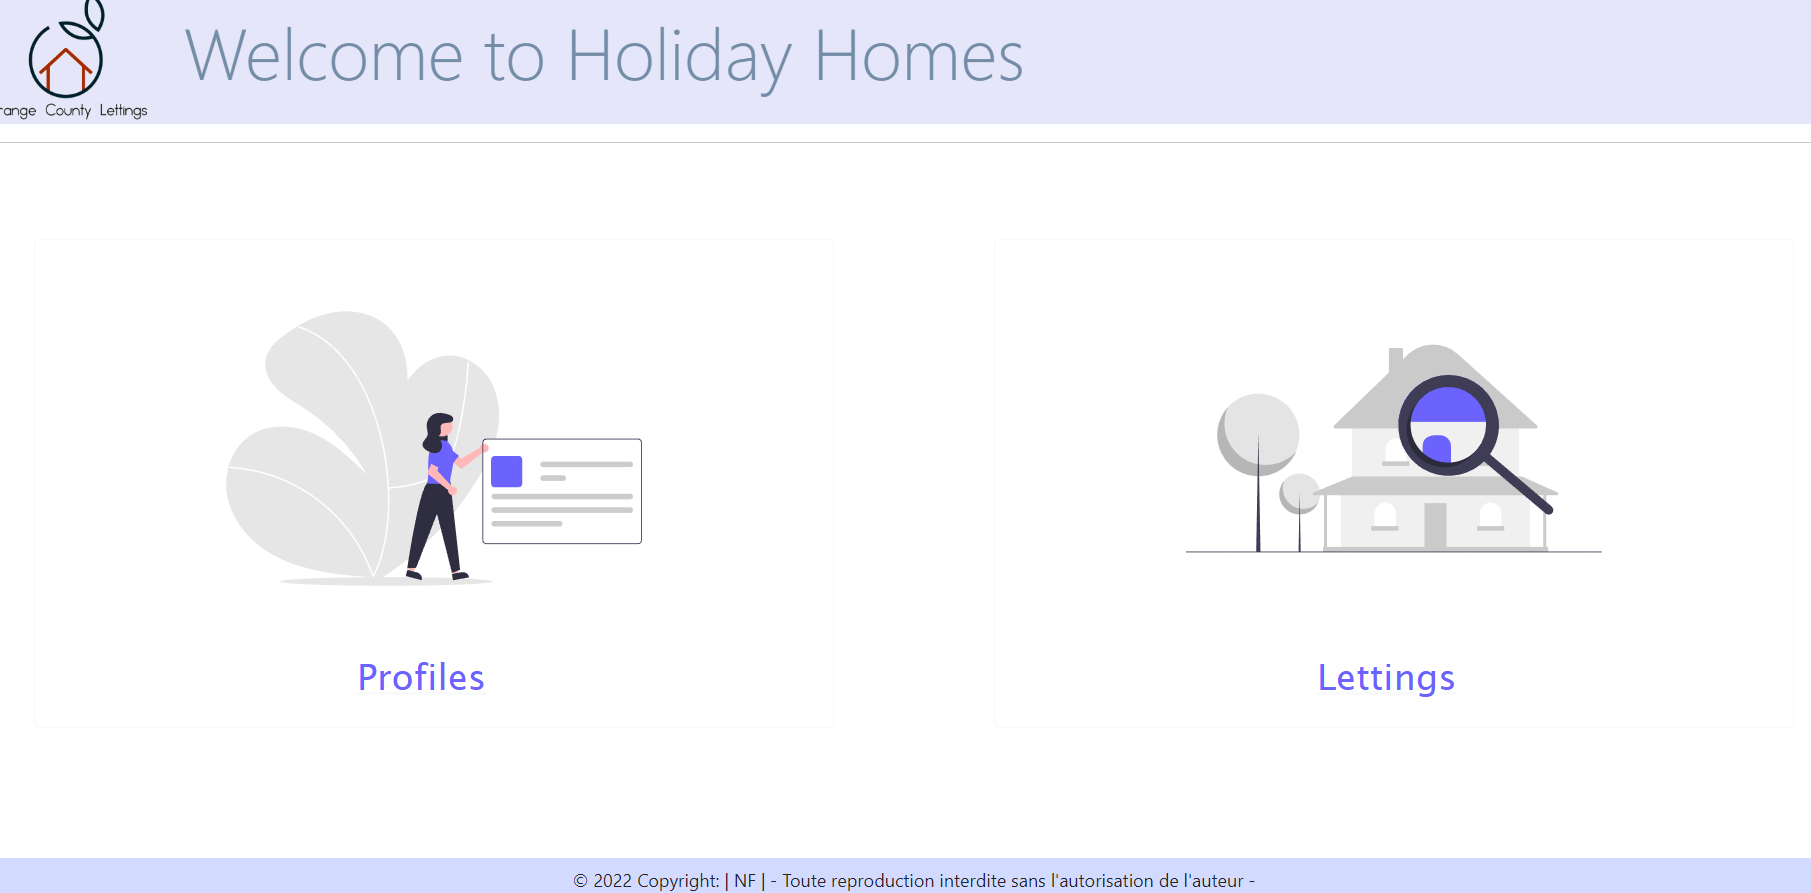 Welcome to Holiday Homes
range County Lettings
Profiles
Lettings
© 2022 Copyright: | NF | - Toute reproduction interdite sans l'autorisation de l'auteur -